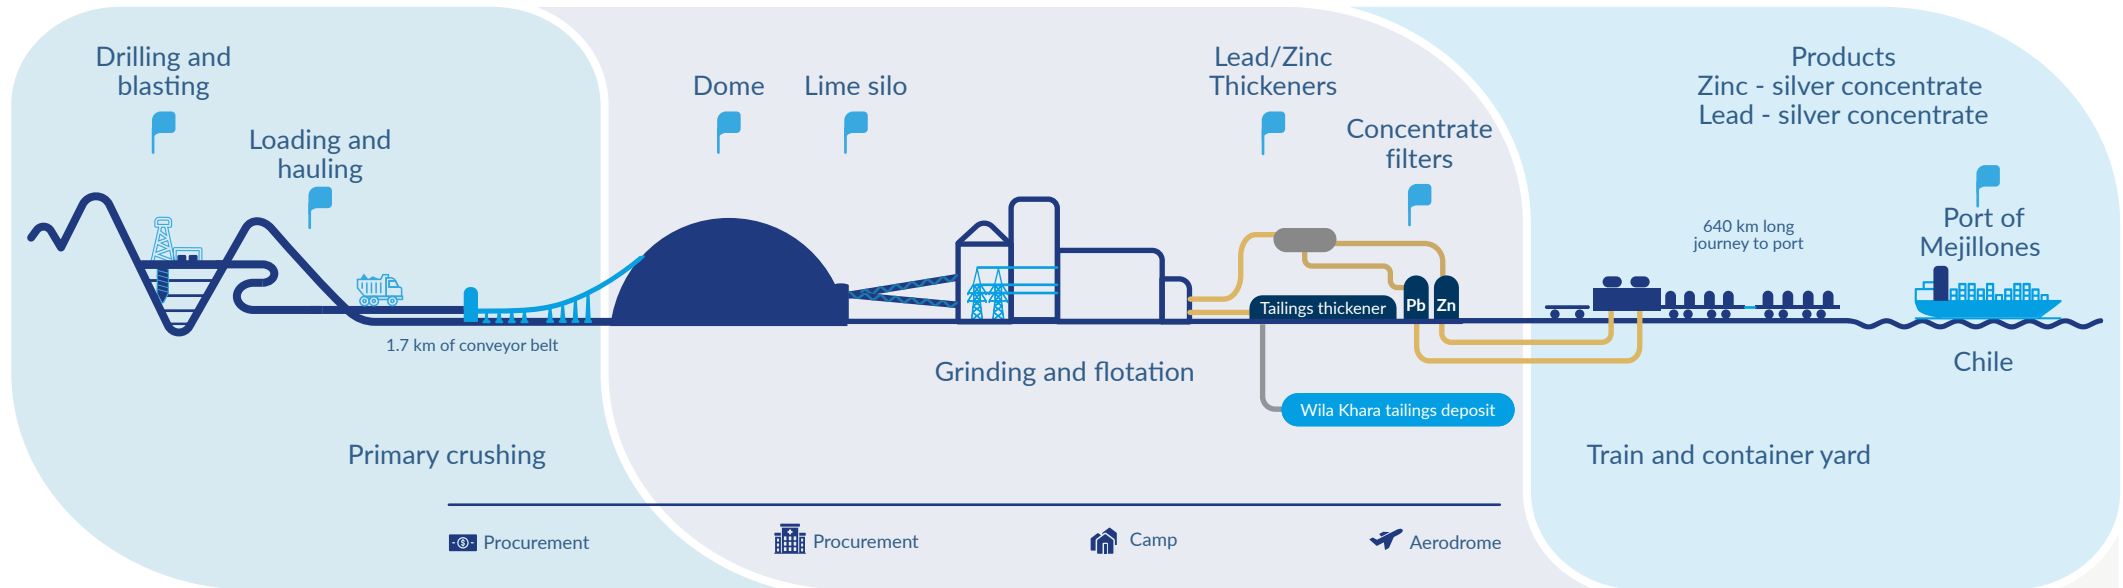 Drilling and
blasting
Loading and
hauling
1.7 km of conveyor belt
Primary crushing
Dome
Lime silo
Lead/Zinc
Thickeners
Concentrate
filters
Tailings thickener
Pb
Zn
Grinding and flotation
Wila Khara tailings deposit
Products
Zinc - silver concentrate
Lead - silver concentrate
640 km long
journey to port
Port of
Mejillones
Chile
Train and container yard
$
Procurement
Procurement
Camp
Aerodrome